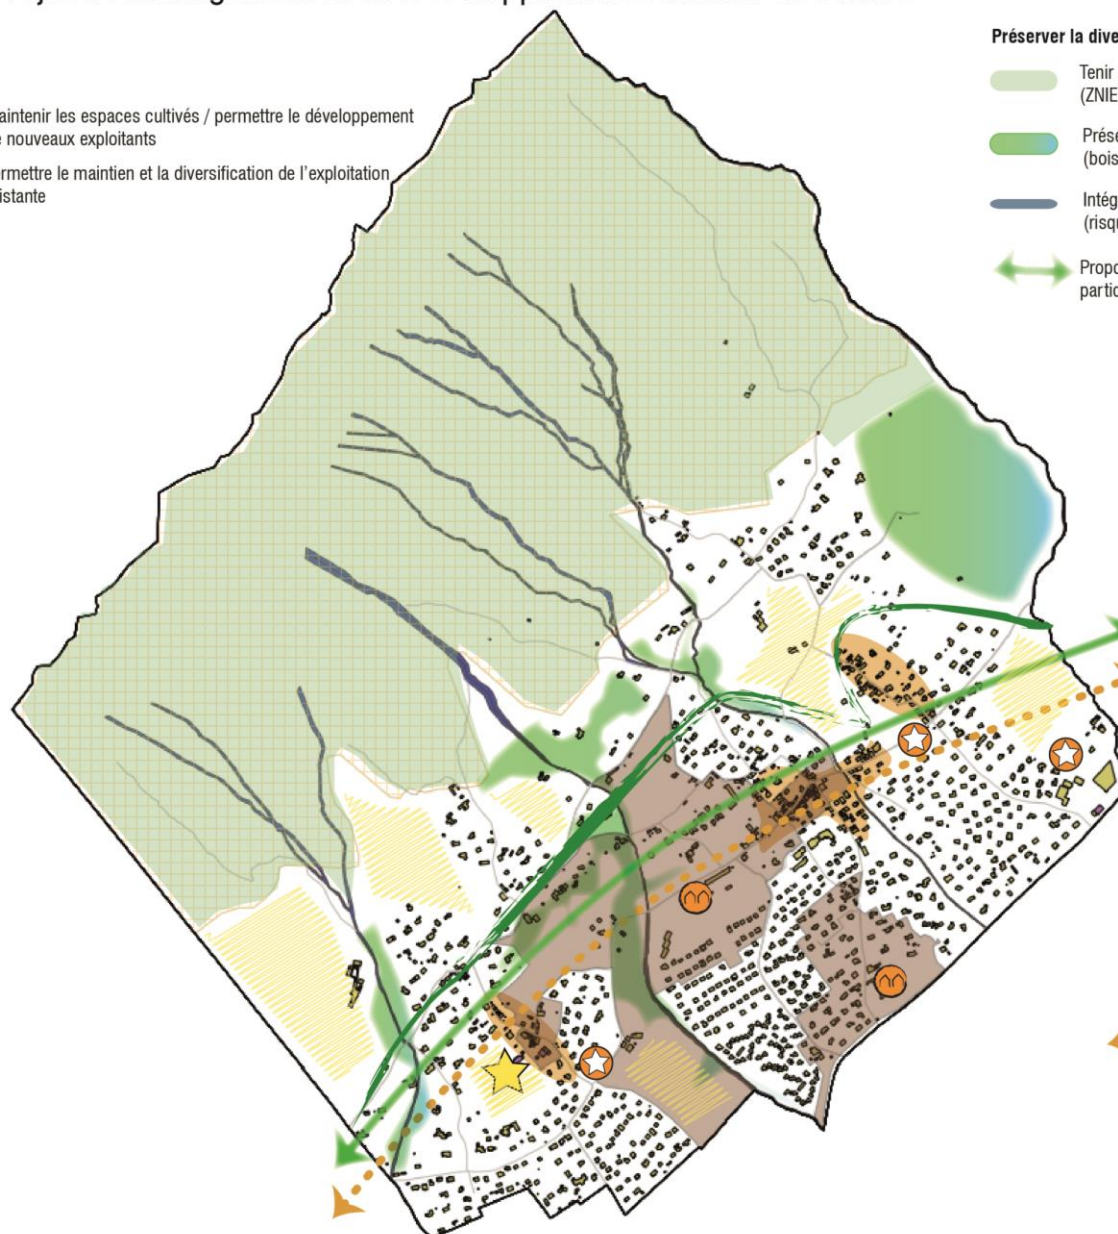 aintenir les espaces cultivés / permettre le développement
nouveaux exploitants
ermettre le maintien et la diversification de l'exploitation
istante
Préserver la dive
Tenir
(ZNIE
Prése
(bois
Intég
(risqu
Propo
partic